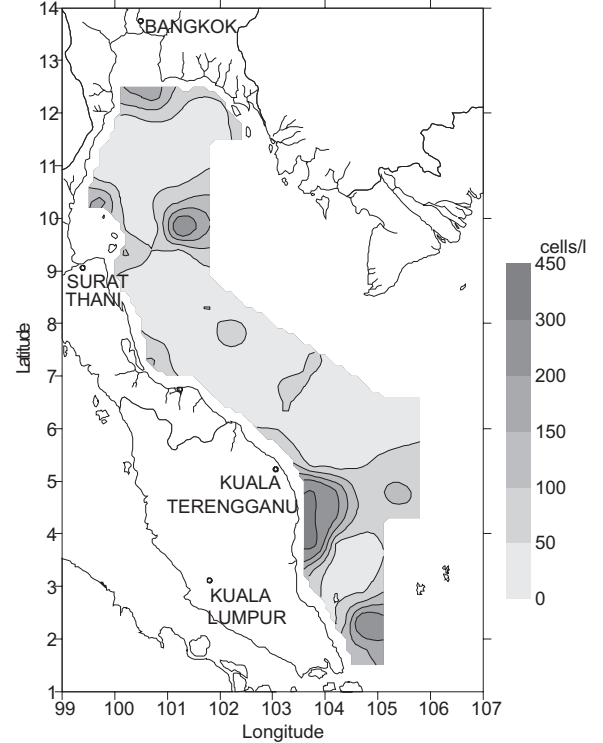 14
13
12
11
10
9
8
7
6
5
4
3
2
1
Latitude
99 100 101 102 103 104 105 106 107
Longitude
BANGKOK
SURAT
THANI
KUALA
TERENGGANU
KUALA
LUMPUR
cells/l
450
300
200
150
100
50
0